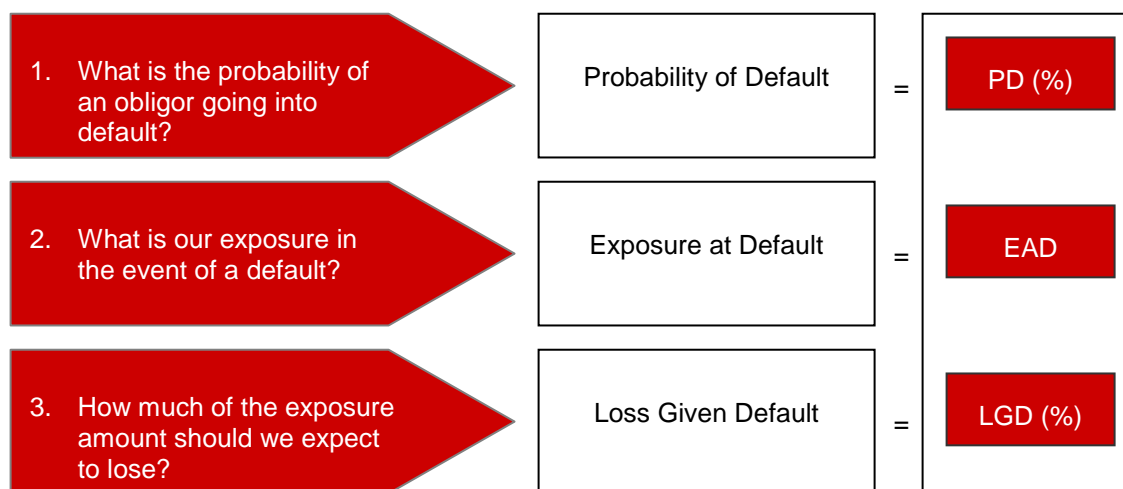 1. What is the probability of
an obligor going into
default?
Probability of Default
=
PD (%)
2. What is our exposure in
the event of a default?
Exposure at Default
=
EAD
3. How much of the exposure
amount should we expect
to lose?
Loss Given Default
=
LGD (%)